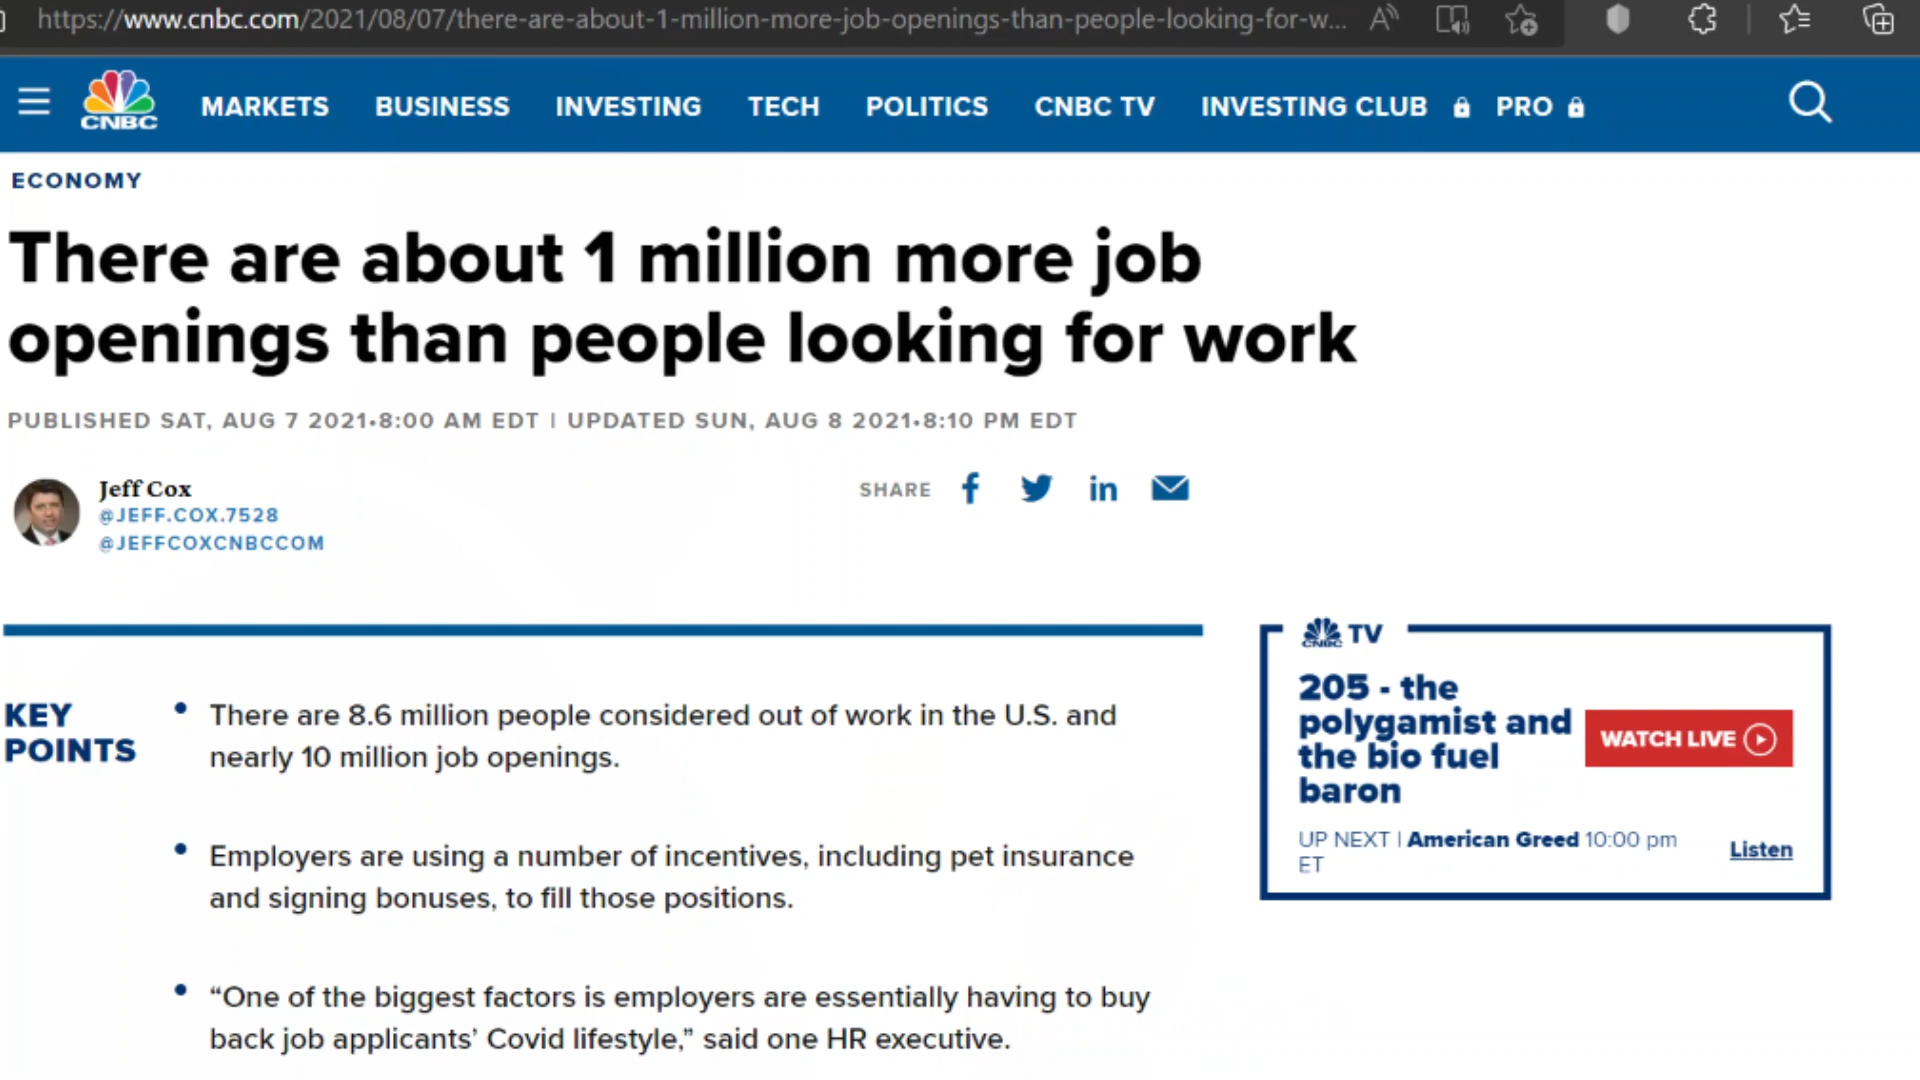 https://www.cnbc.com/2021/08/07/there-are-about-1-million-more-job-openings-than-people-looking-for-w...
CNBC MARKETS BUSINESS INVESTING TECH POLITICS CNBC TV INVESTING CLUB PRO
ECONOMY
There are about 1 million more job
openings than people looking for work
PUBLISHED SAT, AUG 7 2021•8:00 AM EDT | UPDATED SUN, AUG 8 2021•8:10 PM EDT
Jeff Cox
@JEFF.COX.7528
@JEFFCOXCNBCCOM
SHARE
KEY
POINTS
• There are 8.6 million people considered out of work in the U.S. and
nearly 10 million job openings.
• Employers are using a number of incentives, including pet insurance
and signing bonuses, to fill those positions.
• “One of the biggest factors is employers are essentially having to buy
back job applicants’ Covid lifestyle,” said one HR executive.
CNBC TV
205 - the
polygamist and
the bio fuel
baron
WATCH LIVE
UP NEXT | American Greed 10:00 pm
ET
Listen